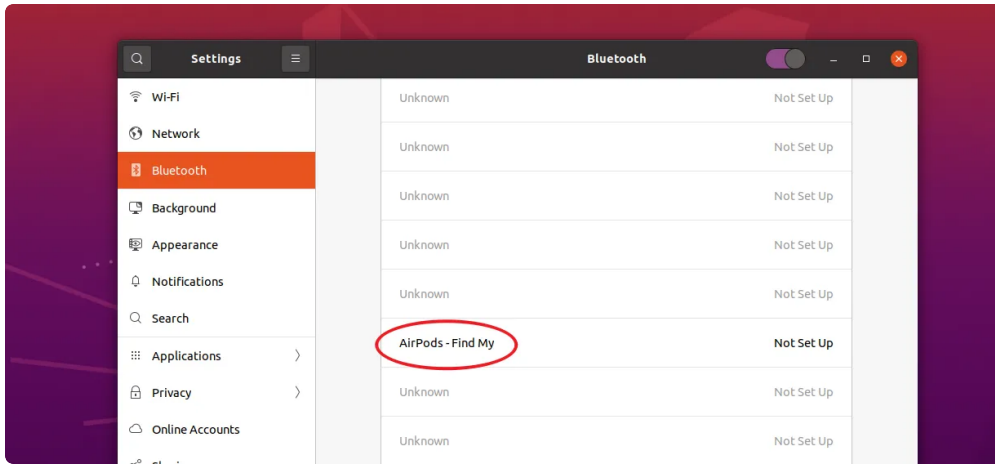 Settings
Bluetooth
Wi-Fi
Network
Bluetooth
Background
Appearance
Notifications
Search
Applications
Privacy
Online Accounts
Unknown Not Set Up
Unknown Not Set Up
Unknown Not Set Up
Unknown Not Set Up
Unknown Not Set Up
AirPods - Find My Not Set Up
Unknown Not Set Up
Unknown Not Set Up